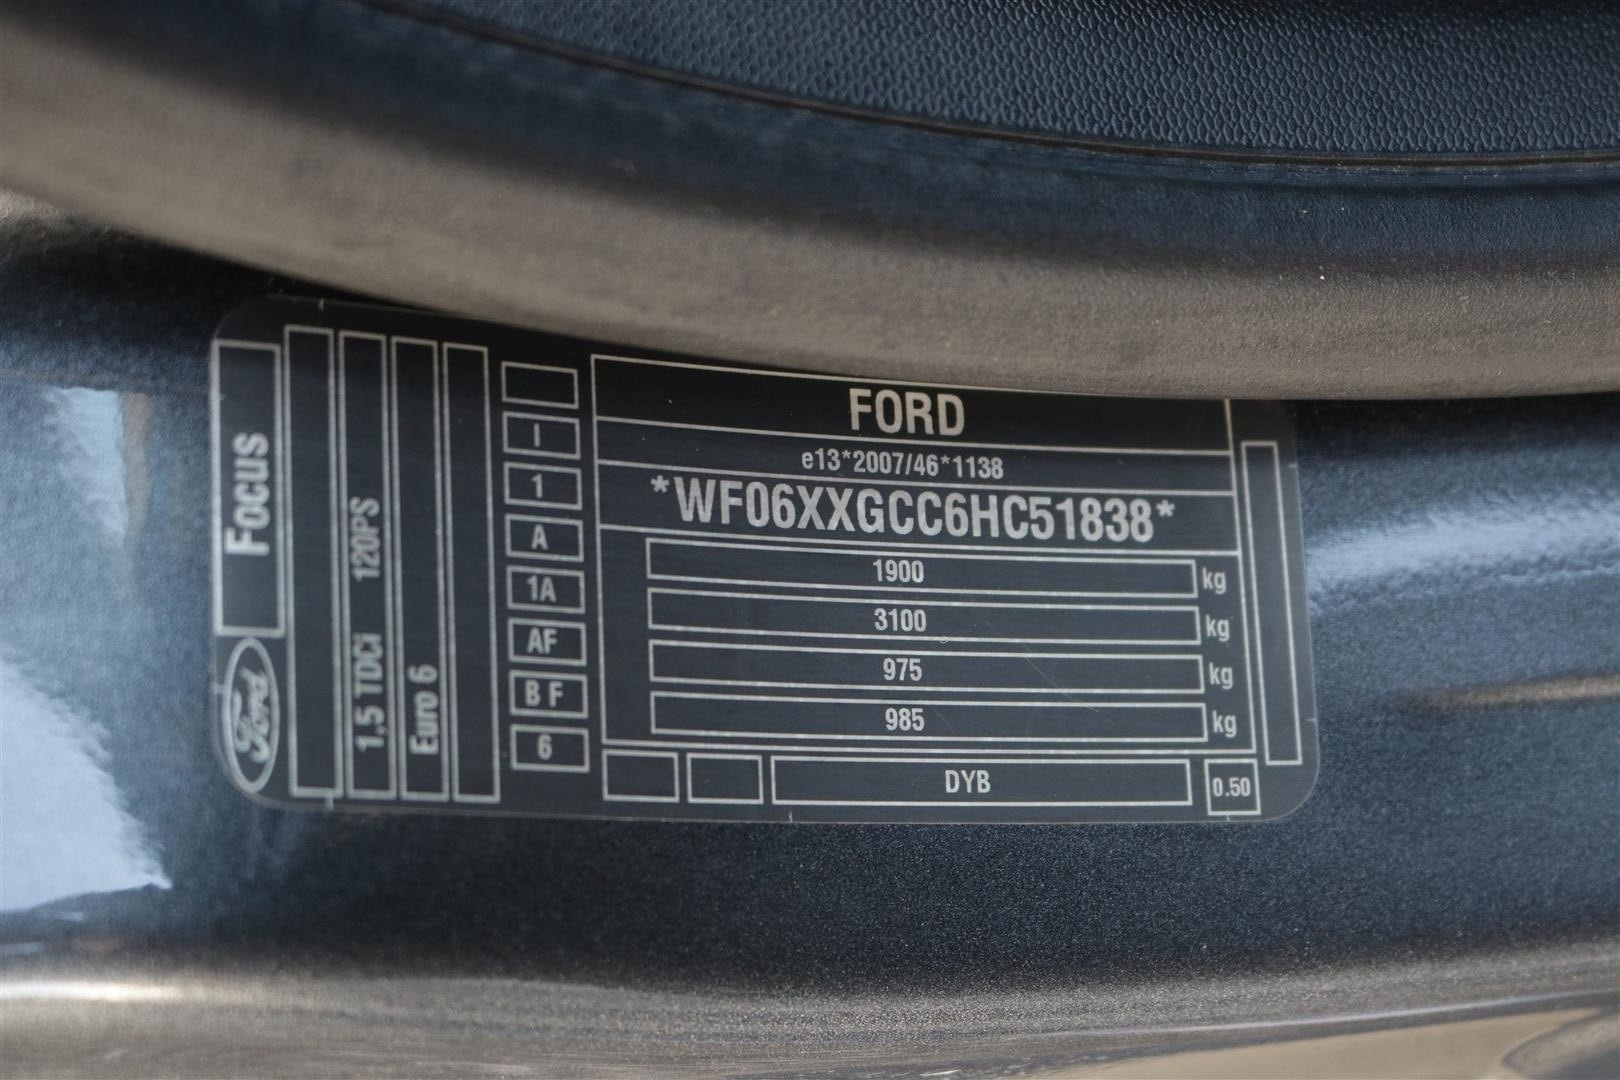 FORD
e13*2007/46*1138
*WF06XXGCC6HC51838*
1900 kg
3100 kg
975 kg
985 kg
DYB
0.50
I
1
A
1A
AF
B F
6
Ford Focus
1.5 TDCi 120PS
Euro 6